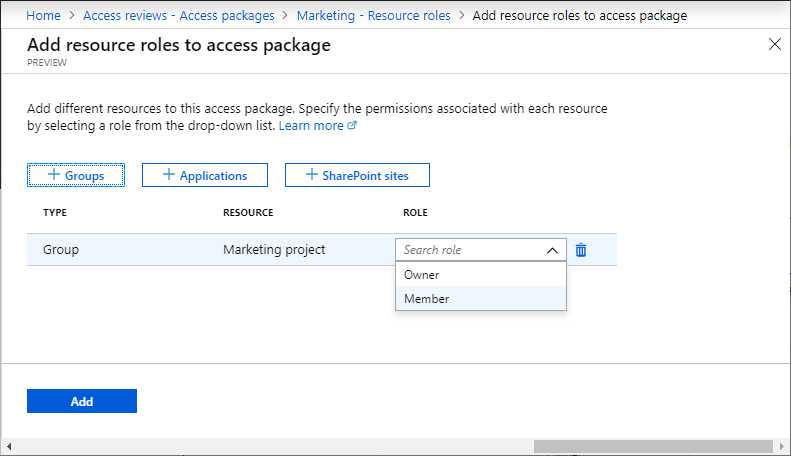 Home > Access reviews - Access packages > Marketing - Resource roles > Add resource roles to access package
Add resource roles to access package
PREVIEW
Add different resources to this access package. Specify the permissions associated with each resource
by selecting a role from the drop-down list. Learn more
+ Groups + Applications + SharePoint sites
TYPE RESOURCE ROLE
Group Marketing project Search role
Owner
Member
Add